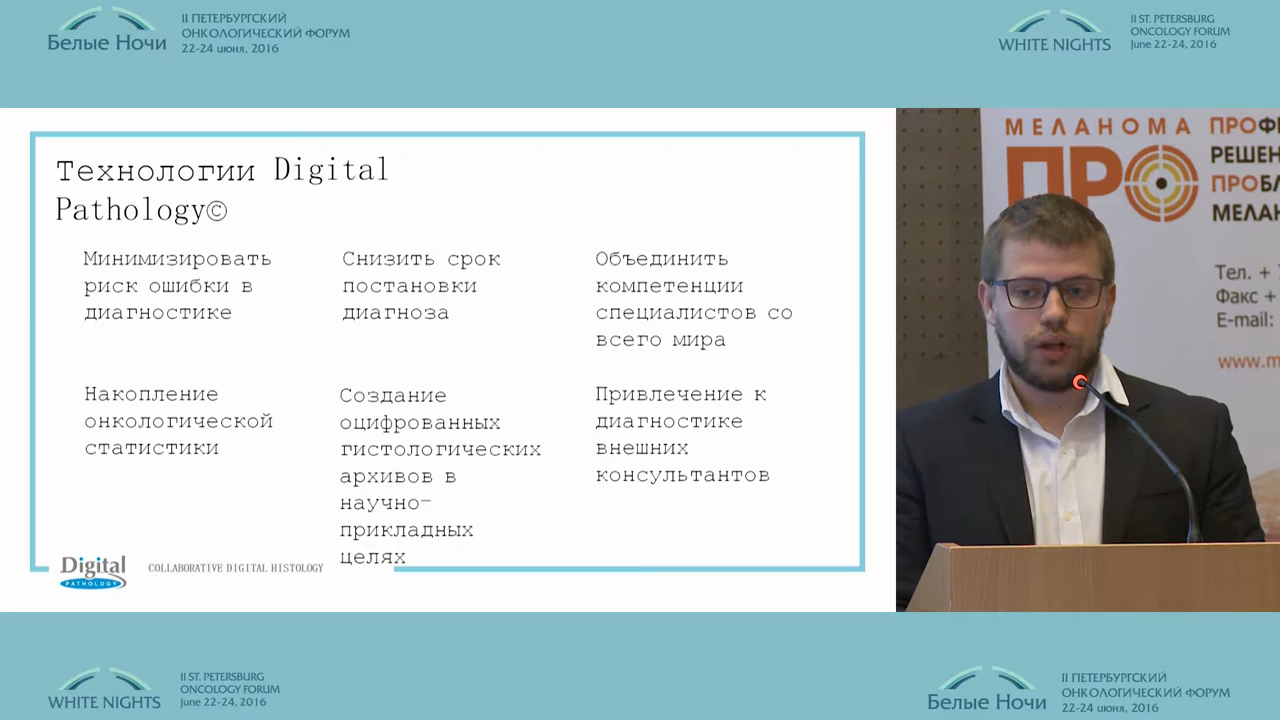 Белые Ночи
II ПЕТЕРБУРГСКИЙ
ОНКОЛОГИЧЕСКИЙ ФОРУМ
22-24 июня, 2016
WHITE NIGHTS
II ST. PETERSBURG
ONCOLOGY FORUM
June 22-24, 2016
Технологии Digital
Pathology©
Минимизировать
риск ошибки в
диагностике
Снизить срок
постановки
диагноза
Объединить
компетенции
специалистов со
всего мира
Накопление
онкологической
статистики
Создание
оцифрованных
гистологических
архивов в
научно-
прикладных
целях
Привлечение к
диагностике
внешних
консультантов
Digital
PATHOLOGY
COLLABORATIVE DIGITAL HISTOLOGY
МЕЛАНОМА
ПРО
РЕШЕН
ПРОБЛ
МЕЛАН
Тел. +
Факс +
E-mail:
www.m
WHITE NIGHTS
II ST. PETERSBURG
ONCOLOGY FORUM
June 22-24, 2016
Белые Ночи
II ПЕТЕРБУРГСКИЙ
ОНКОЛОГИЧЕСКИЙ ФОРУМ
22-24 июня, 2016